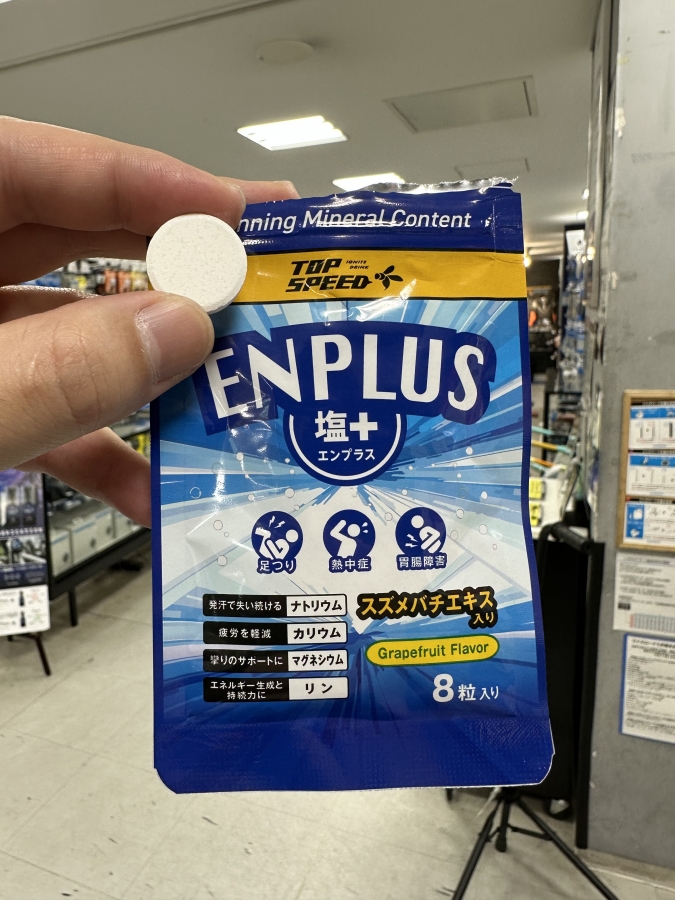 nning Mineral Content
TOP
SPEED
IGNITE
DRINK
ENPLUS
塩+
エンプラス
足つり
熱中症
胃腸障害
発汗で失い続ける ナトリウム
疲労を軽減 カリウム
攣りのサポートに マグネシウム
エネルギー生成と
持続力に リン
スズメバチエキス
入り
Grapefruit Flavor
8粒入り